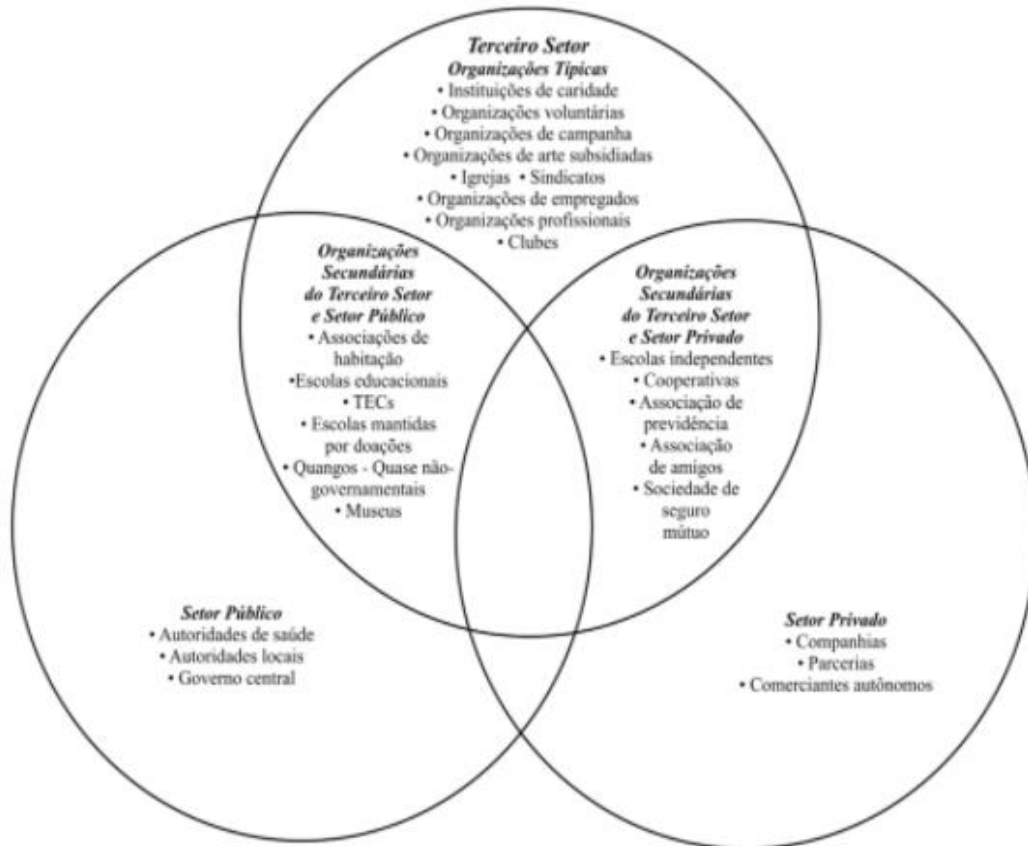 Terceiro Setor
Organizações Típicas
• Instituições de caridade
• Organizações voluntárias
• Organizações de campanha
• Organizações de arte subsidiadas
• Igrejas • Sindicatos
• Organizações de empregados
• Organizações profissionais
• Clubes
Organizações
Secundárias
do Terceiro Setor
e Setor Público
• Associações de
habitação
•Escolas educacionais
• TECs
• Escolas mantidas
por doações
• Quangos - Quase não-
governamentais
• Museus
Organizações
Secundárias
do Terceiro Setor
e Setor Privado
• Escolas independentes
• Cooperativas
• Associação de
previdência
• Associação
de amigos
• Sociedade de
seguro
mútuo
Setor Público
• Autoridades de saúde
• Autoridades locais
• Governo central
Setor Privado
• Companhias
• Parcerias
• Comerciantes autônomos